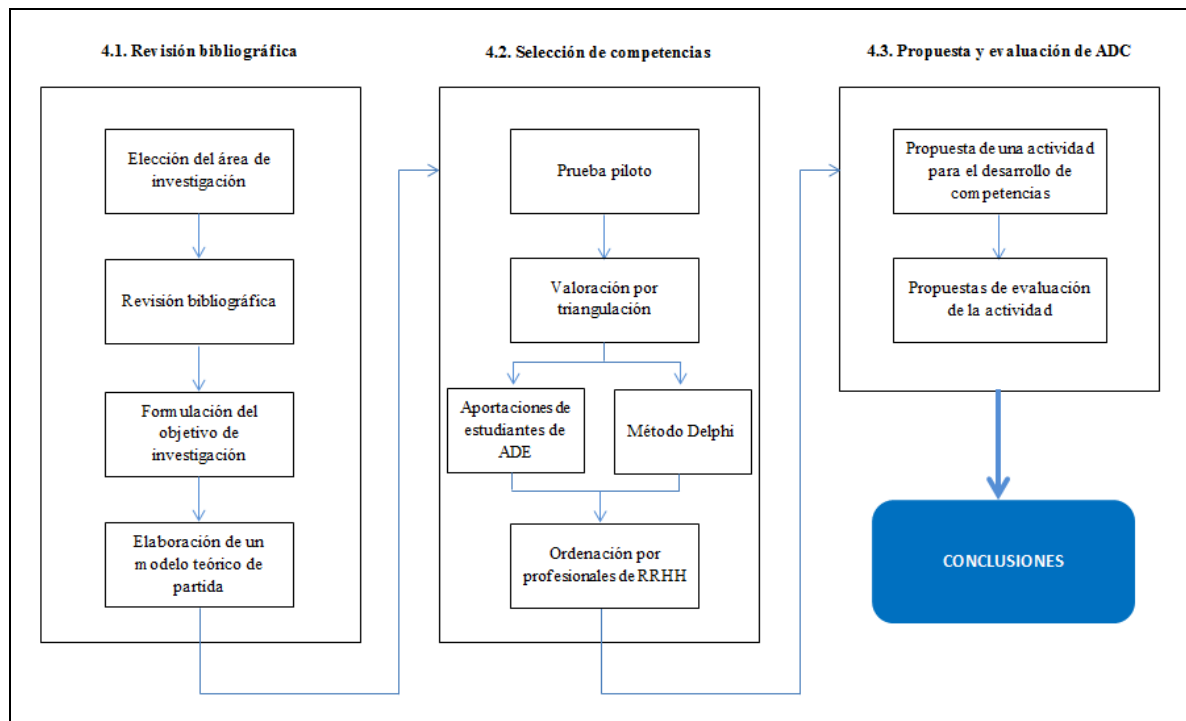 4.1. Revisión bibliográfica
Elección del área de
investigación
Revisión bibliográfica
Formulación del
objetivo de
investigación
Elaboración de un
modelo teórico de
partida
4.2. Selección de competencias
Prueba piloto
Valoración por
triangulación
Aportaciones de
estudiantes de
ADE
Método Delphi
Ordenación por
profesionales de RRHH
4.3. Propuesta y evaluación de ADC
Propuesta de una actividad
para el desarrollo de
competencias
Propuestas de evaluación
de la actividad
CONCLUSIONES